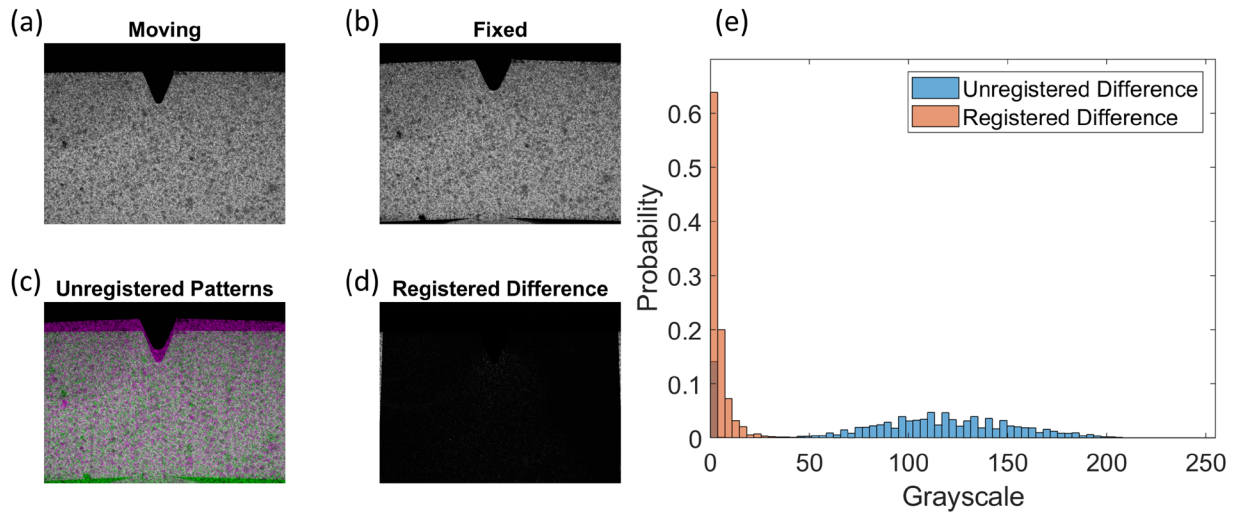 (a)
Moving
(b)
Fixed
(c)
Unregistered Patterns
(d)
Registered Difference
(e)
Unregistered Difference
Registered Difference
Probability
0.6
0.5
0.4
0.3
0.2
0.1
0
0
50
100
150
200
250
Grayscale